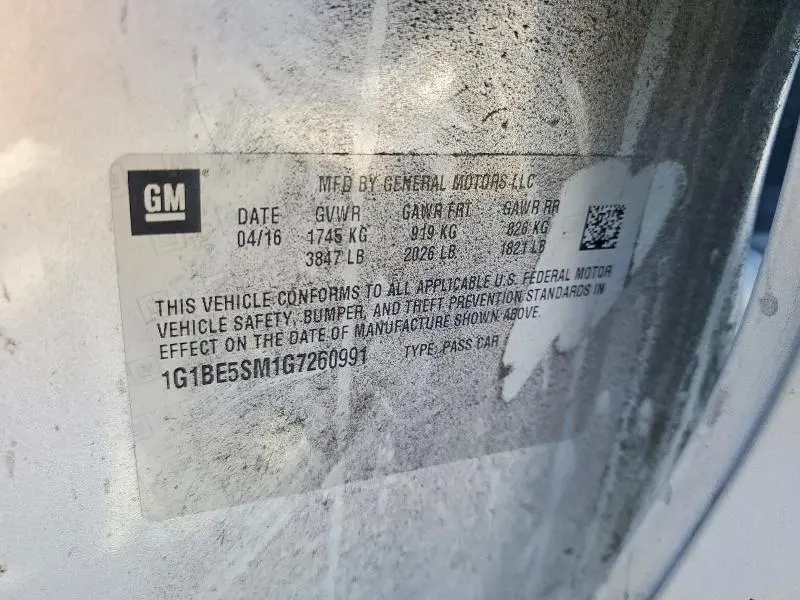 GM
MFD BY GENERAL MOTORS LLC
DATE GVWR GAWR FRT GAWR RR
04/16 1745 KG 919 KG 826 KG
3847 LB 2026 LB 1821 LB
THIS VEHICLE CONFORMS TO ALL APPLICABLE U.S. FEDERAL MOTOR
VEHICLE SAFETY, BUMPER, AND THEFT PREVENTION STANDARDS IN
EFFECT ON THE DATE OF MANUFACTURE SHOWN ABOVE.
1G1BE5SM1G7260991 TYPE: PASS CAR